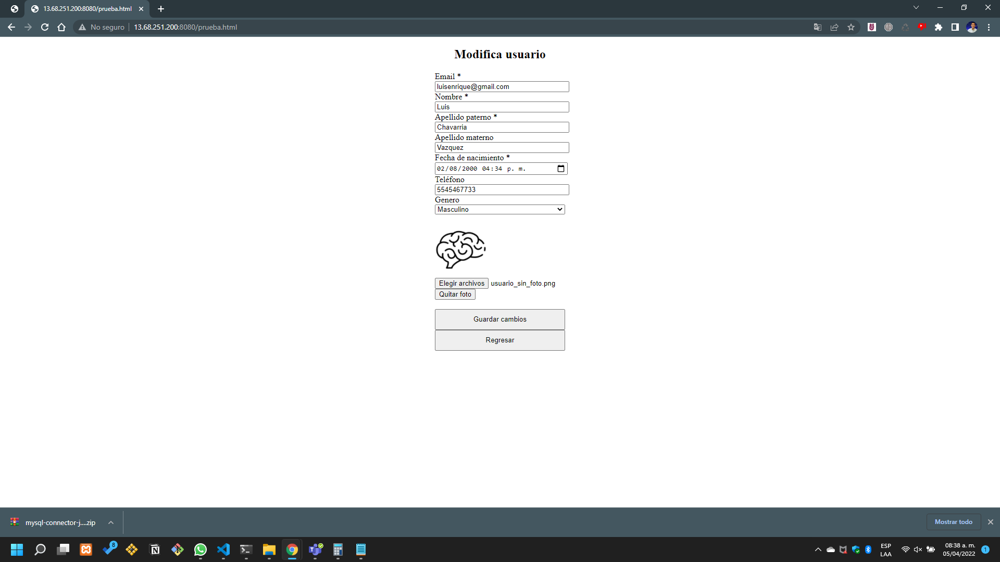 13.68.251.200:8080/prueba.html
No seguro
13.68.251.200:8080/prueba.html
Modifica usuario
Email *
luisenrique@gmail.com
Nombre *
Luis
Apellido paterno *
Chavarria
Apellido materno
Vazquez
Fecha de nacimiento *
02/08/2000 04:34 p. m.
Teléfono
5545467733
Genero
Masculino
Elegir archivos usuario_sin_foto.png
Quitar foto
Guardar cambios
Regresar
mysql-connector-j....zip
Mostrar todo
8
ESP
LAA
08:38 a. m.
05/04/2022
1